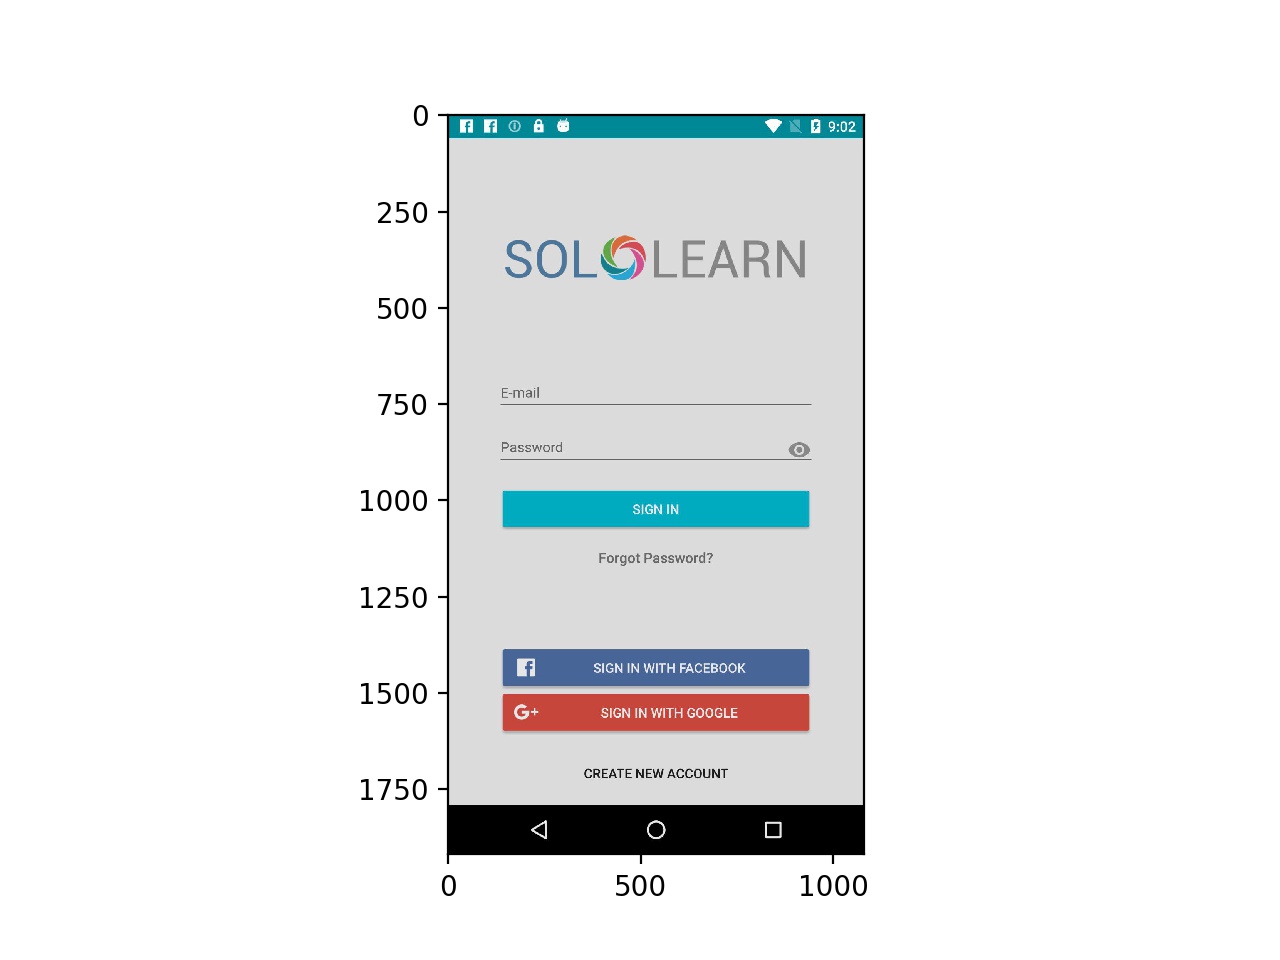 0
250
500
750
1000
1250
1500
1750
9:02
SOLOLEARN
E-mail
Password
SIGN IN
Forgot Password?
SIGN IN WITH FACEBOOK
G+ SIGN IN WITH GOOGLE
CREATE NEW ACCOUNT
0 500 1000